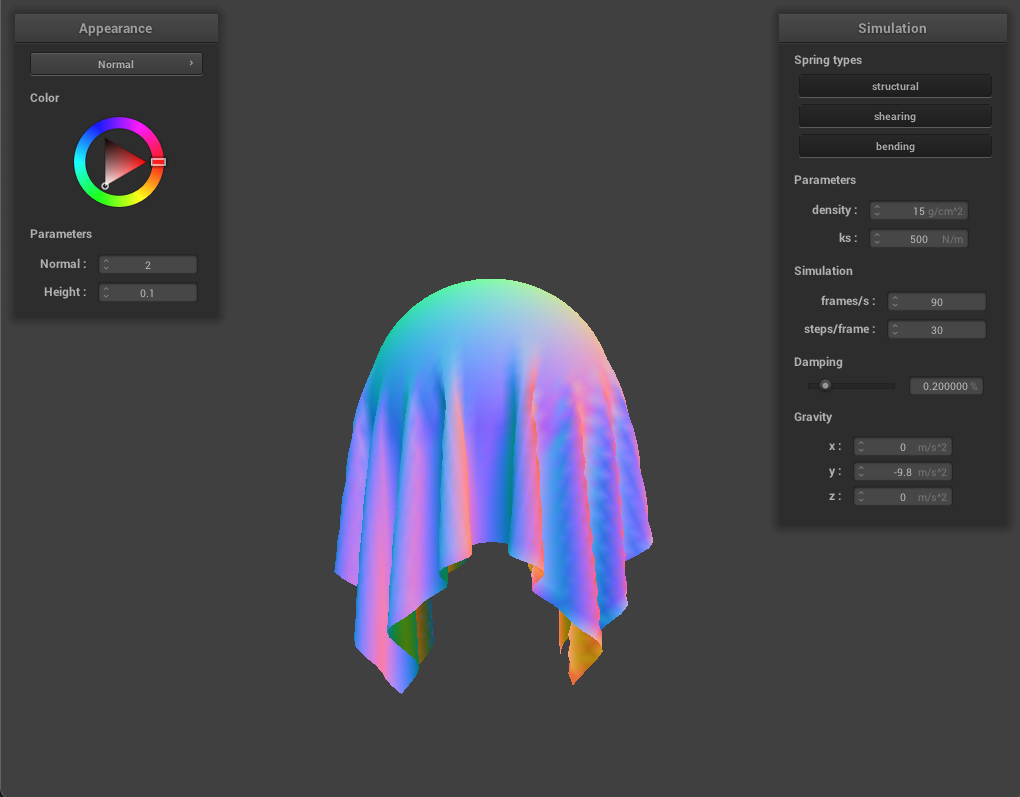 Appearance
Normal
Color
Parameters
Normal : 2
Height : 0.1
Simulation
Spring types
structural
shearing
bending
Parameters
density : 15 g/cm^2
ks : 500 N/m
Simulation
frames/s : 90
steps/frame : 30
Damping
0.200000 %
Gravity
x : 0 m/s^2
y : -9.8 m/s^2
z : 0 m/s^2